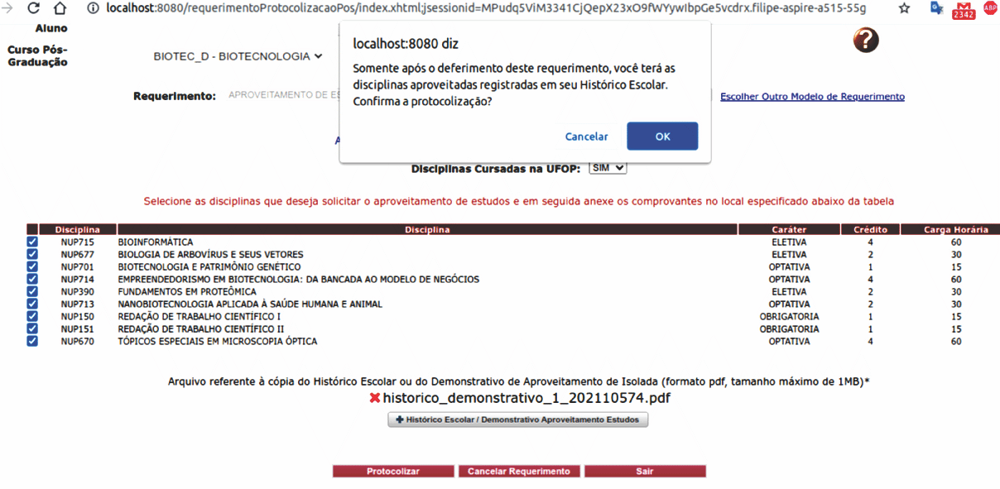 localhost:8080/requerimentoProtocolizacaoPos/index.xhtml;jsessionid=MPudq5ViM3341CjQepX23xO9fWYywIbpGe5vcdrx.filipe-aspire-a515-55g
2342
ABP
Aluno
Curso Pós-
Graduação
BIOTEC_D - BIOTECNOLOGIA
localhost:8080 diz
Somente após o deferimento deste requerimento, você terá as
disciplinas aproveitadas registradas em seu Histórico Escolar.
Confirma a protocolização?
Cancelar OK
Requerimento: APROVEITAMENTO DE Escolher Outro Modelo de Requerimento
Disciplinas Cursadas na UFOP: SIM
Selecione as disciplinas que deseja solicitar o aproveitamento de estudos e em seguida anexe os comprovantes no local especificado abaixo da tabela
Disciplina Disciplina Caráter Crédito Carga Horária
NUP715 BIOINFORMÁTICA ELETIVA 4 60
NUP677 BIOLOGIA DE ARBOVÍRUS E SEUS VETORES ELETIVA 2 30
NUP701 BIOTECNOLOGIA E PATRIMÔNIO GENÉTICO OPTATIVA 1 15
NUP714 EMPREENDEDORISMO EM BIOTECNOLOGIA: DA BANCADA AO MODELO DE NEGÓCIOS OPTATIVA 4 60
NUP390 FUNDAMENTOS EM PROTEÔMICA ELETIVA 2 30
NUP713 NANOBIOTECNOLOGIA APLICADA À SAÚDE HUMANA E ANIMAL OPTATIVA 2 30
NUP150 REDAÇÃO DE TRABALHO CIENTÍFICO I OBRIGATORIA 1 15
NUP151 REDAÇÃO DE TRABALHO CIENTÍFICO II OBRIGATORIA 1 15
NUP670 TÓPICOS ESPECIAIS EM MICROSCOPIA ÓPTICA OPTATIVA 4 60
Arquivo referente à cópia do Histórico Escolar ou do Demonstrativo de Aproveitamento de Isolada (formato pdf, tamanho máximo de 1MB)*
historico_demonstrativo_1_202110574.pdf
Histórico Escolar / Demonstrativo Aproveitamento Estudos
Protocolizar Cancelar Requerimento Sair